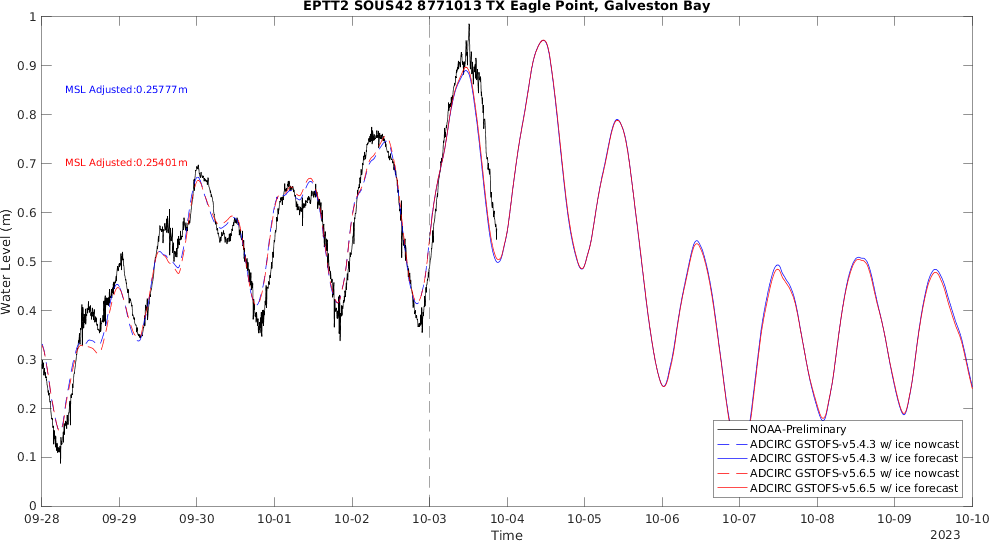 EPTT2 SOUS42 8771013 TX Eagle Point, Galveston Bay
1
0.9
0.8
0.7
0.6
0.5
0.4
0.3
0.2
0.1
0
Water Level (m)
MSL Adjusted:0.25777m
MSL Adjusted:0.25401m
NOAA-Preliminary
ADCIRC GSTOFS-v5.4.3 w/ ice nowcast
ADCIRC GSTOFS-v5.4.3 w/ ice forecast
ADCIRC GSTOFS-v5.6.5 w/ ice nowcast
ADCIRC GSTOFS-v5.6.5 w/ ice forecast
09-28 09-29 09-30 10-01 10-02 10-03 10-04 10-05 10-06 10-07 10-08 10-09 10-10
Time
2023